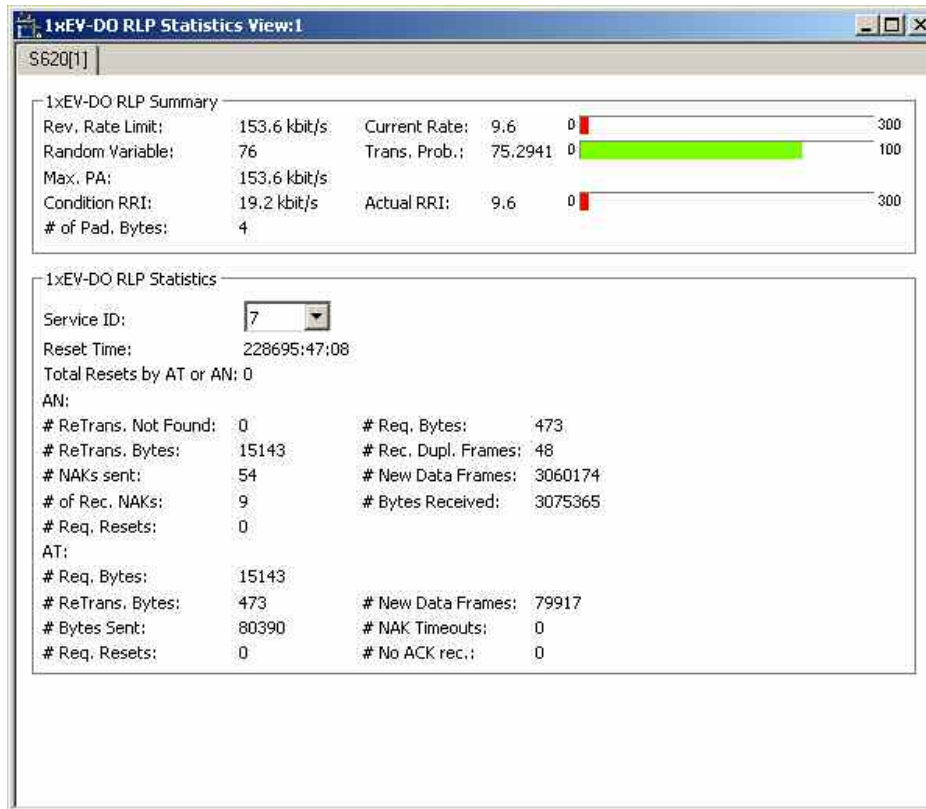 1xEV-DO RLP Statistics View:1
S620[1]
1xEV-DO RLP Summary
Rev. Rate Limit: 153.6 kbit/s Current Rate: 9.6 0 300
Random Variable: 76 Trans. Prob.: 75.2941 0 100
Max. PA: 153.6 kbit/s
Condition RRI: 19.2 kbit/s Actual RRI: 9.6 0 300
# of Pad. Bytes: 4
1xEV-DO RLP Statistics
Service ID: 7
Reset Time: 228695:47:08
Total Resets by AT or AN: 0
AN:
# ReTrans. Not Found: 0 # Req. Bytes: 473
# ReTrans. Bytes: 15143 # Rec. Dupl. Frames: 48
# NAKs sent: 54 # New Data Frames: 3060174
# of Rec. NAKs: 9 # Bytes Received: 3075365
# Req. Resets: 0
AT:
# Req. Bytes: 15143
# ReTrans. Bytes: 473 # New Data Frames: 79917
# Bytes Sent: 80390 # NAK Timeouts: 0
# Req. Resets: 0 # No ACK rec.: 0